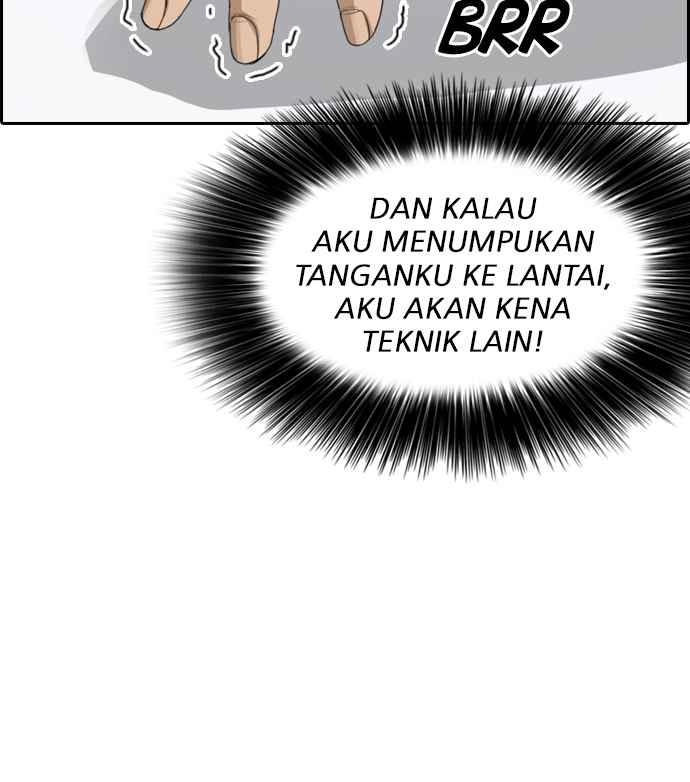 BRR
DAN KALAU
AKU MENUMPUKAN
TANGANKU KE LANTAI,
AKU AKAN KENA
TEKNIK LAIN!